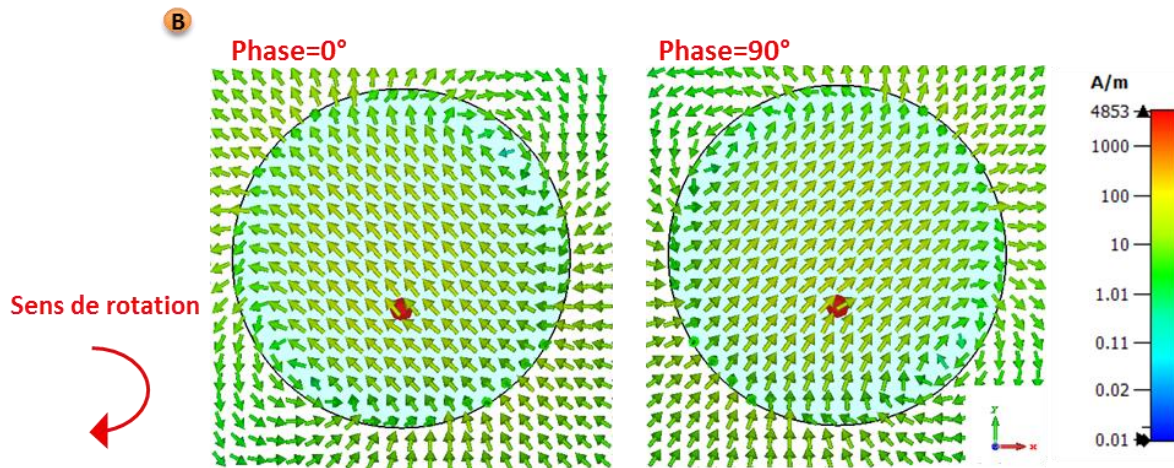 B
Phase=0°
Phase=90°
Sens de rotation
A/m
4853
1000
100
10
1.01
0.11
0.02
0.01
Y
x